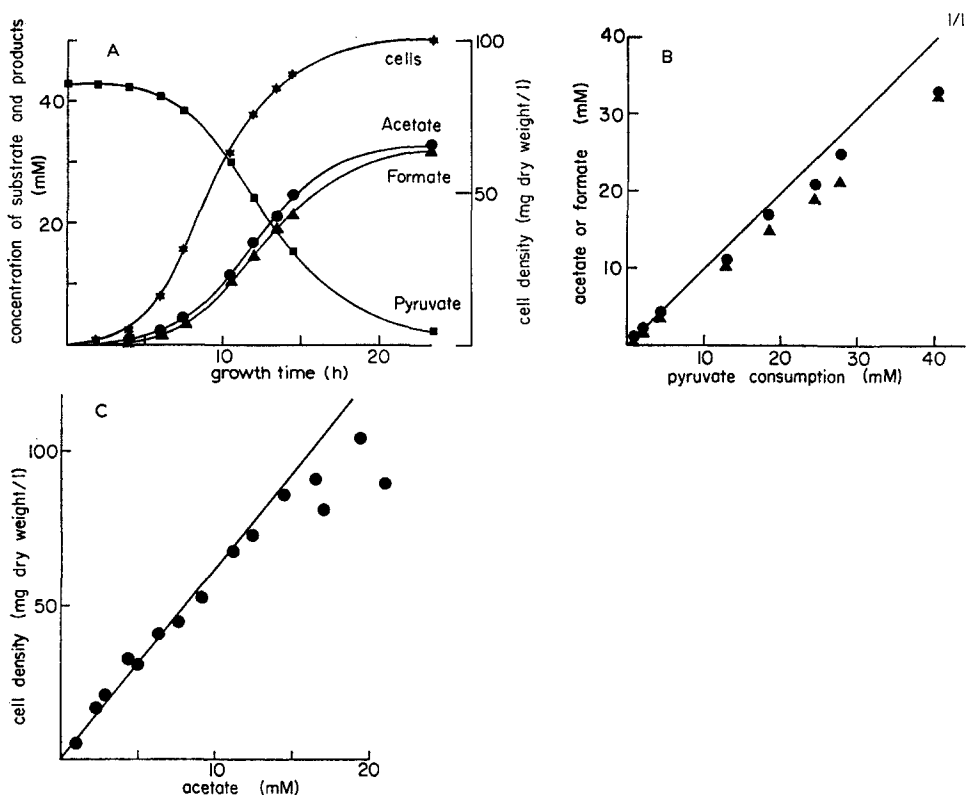 A
concentration of substrate and products
(mM)
40
20
cells
Acetate
Formate
Pyruvate
10
20
growth time (h)
100
50
cell density (mg dry weight/l)
1/1
B
acetate or formate (mM)
40
30
20
10
10
20
30
40
pyruvate consumption (mM)
C
cell density (mg dry weight/l)
100
50
10
20
acetate (mM)